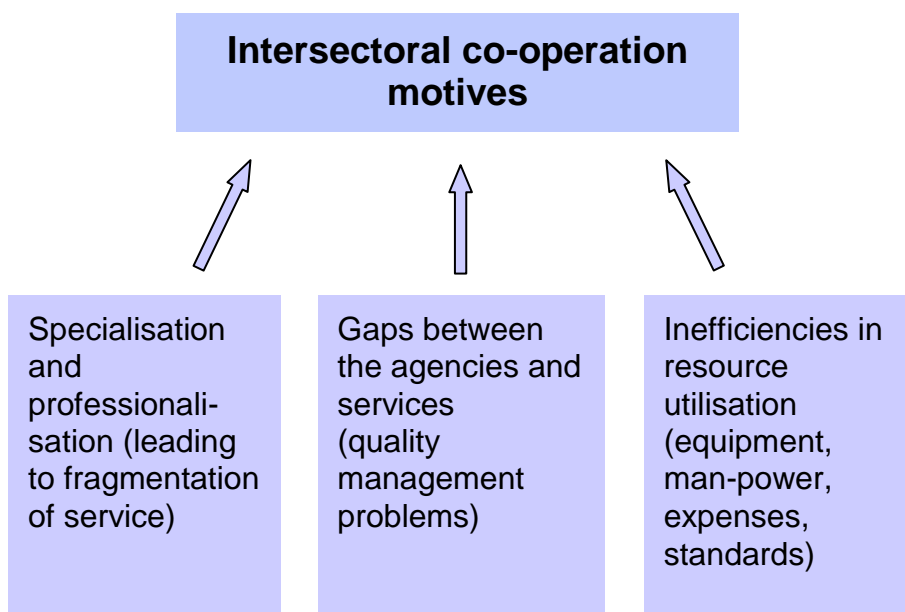 Intersectoral co-operation
motives
Specialisation
and
professionali-
sation (leading
to fragmentation
of service)
Gaps between
the agencies and
services
(quality
management
problems)
Inefficiencies in
resource
utilisation
(equipment,
man-power,
expenses,
standards)